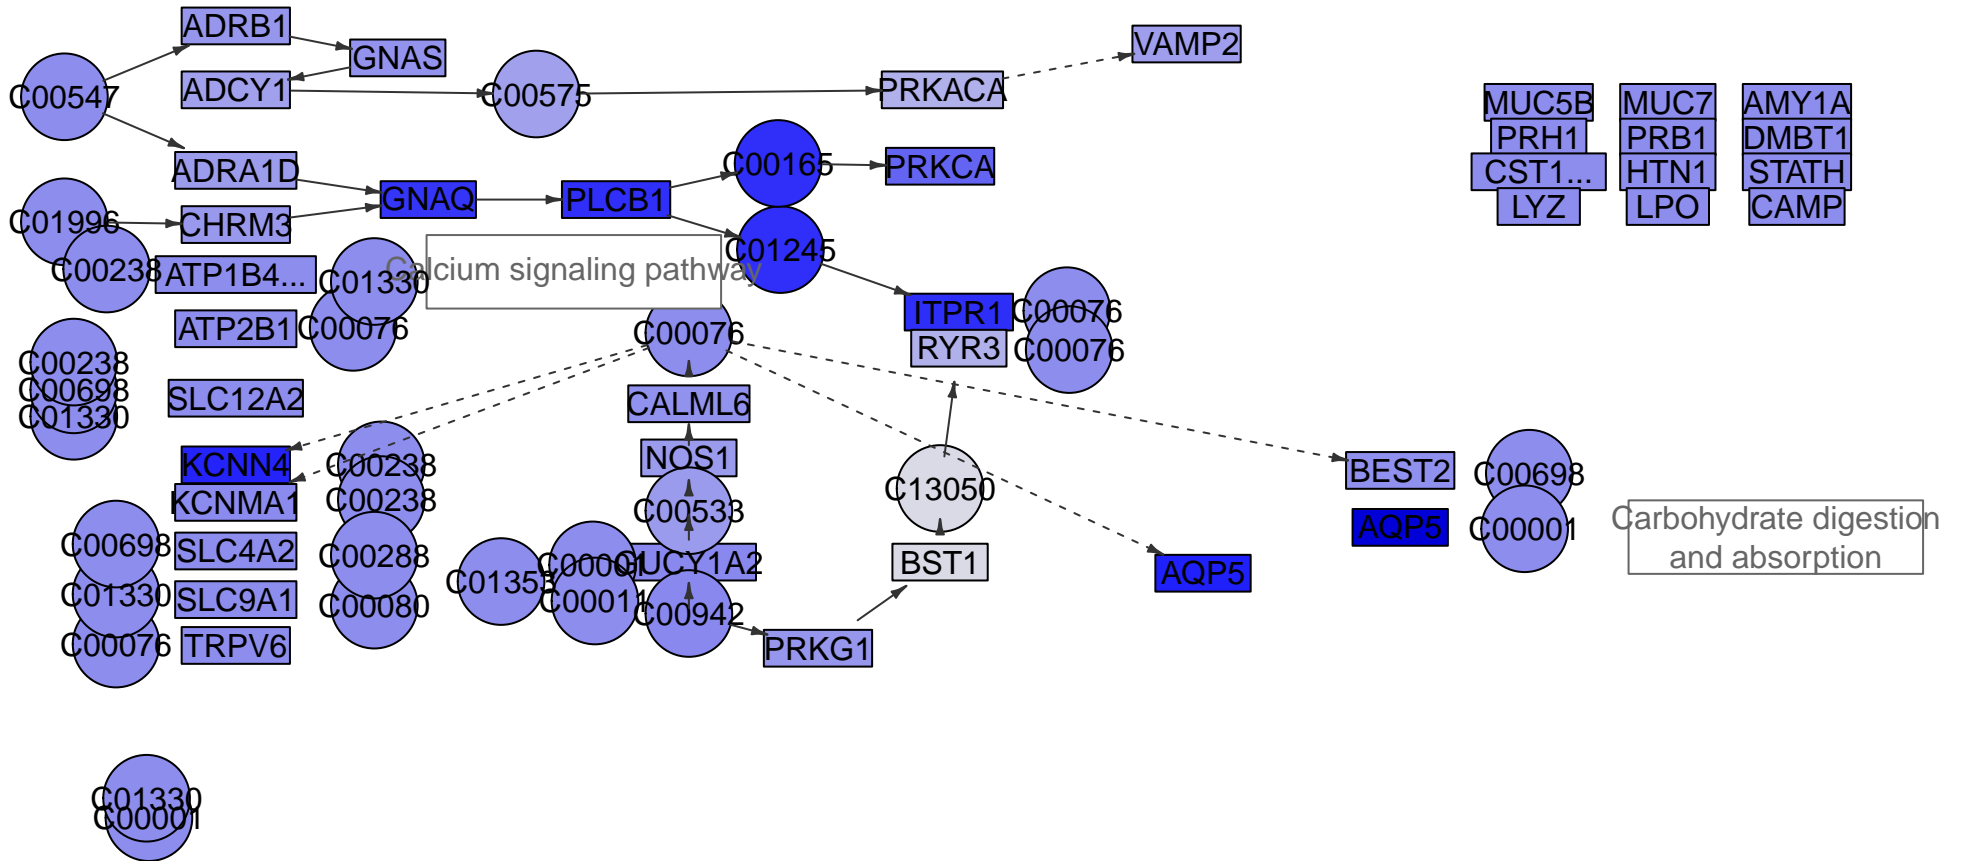 ADRB1
GNAS
VAMP2
C00547
ADCY1
C00575
PRKACA
MUC5B
MUC7
AMY1A
PRH1
PRB1
DMBT1
CST1...
HTN1
STATH
LYZ
LPO
CAMP
ADRA1D
GNAQ
PLCB1
C00165
PRKCA
C01996
CHRM3
C01245
C00238
ATP1B4...
C01330
Calcium signaling pathway
ATP2B1
C00076
C00076
ITPR1
C00076
RYR3
C00076
C00238
C00698
C01330
SLC12A2
CALML6
KCNN4
C00238
NOS1
C13050
BEST2
C00698
KCNMA1
C00238
C00533
AQP5
C00001
Carbohydrate digestion
and absorption
C00698
SLC4A2
C00288
C01353
C00001
GUCY1A2
BST1
AQP5
C01330
SLC9A1
C00080
C00011
C00942
C00076
TRPV6
PRKG1
C01330
C00001